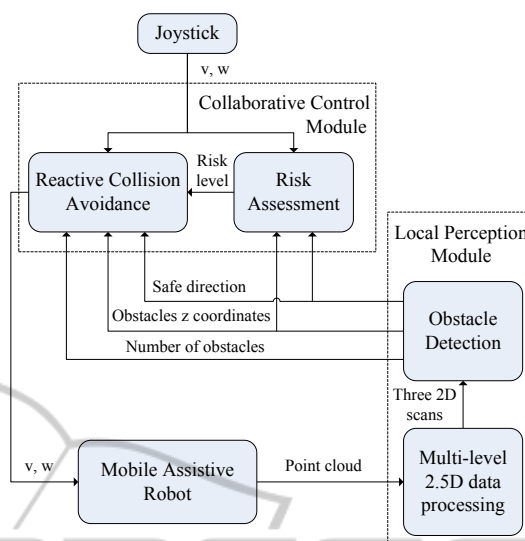 Joystick
v, w
Collaborative Control
Module
Reactive Collision
Avoidance
Risk
level
Risk
Assessment
Local Perception
Module
Safe direction
Obstacles z coordinates
Number of obstacles
Obstacle
Detection
Three 2D
scans
v, w
Mobile Assistive
Robot
Point cloud
Multi-level
2.5D data
processing